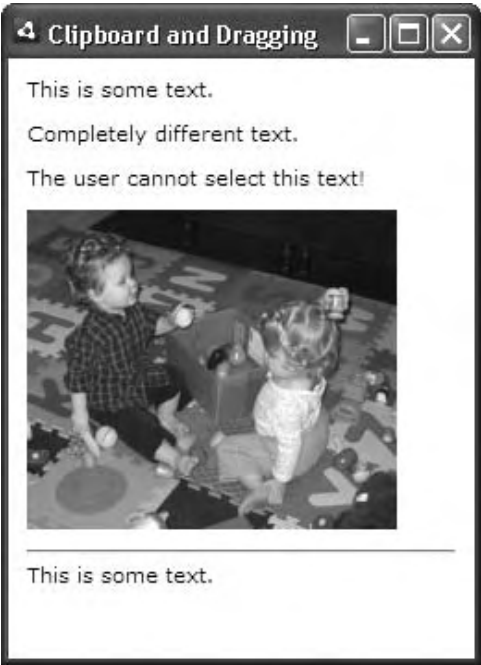 Clipboard and Dragging
This is some text.
Completely different text.
The user cannot select this text!
This is some text.